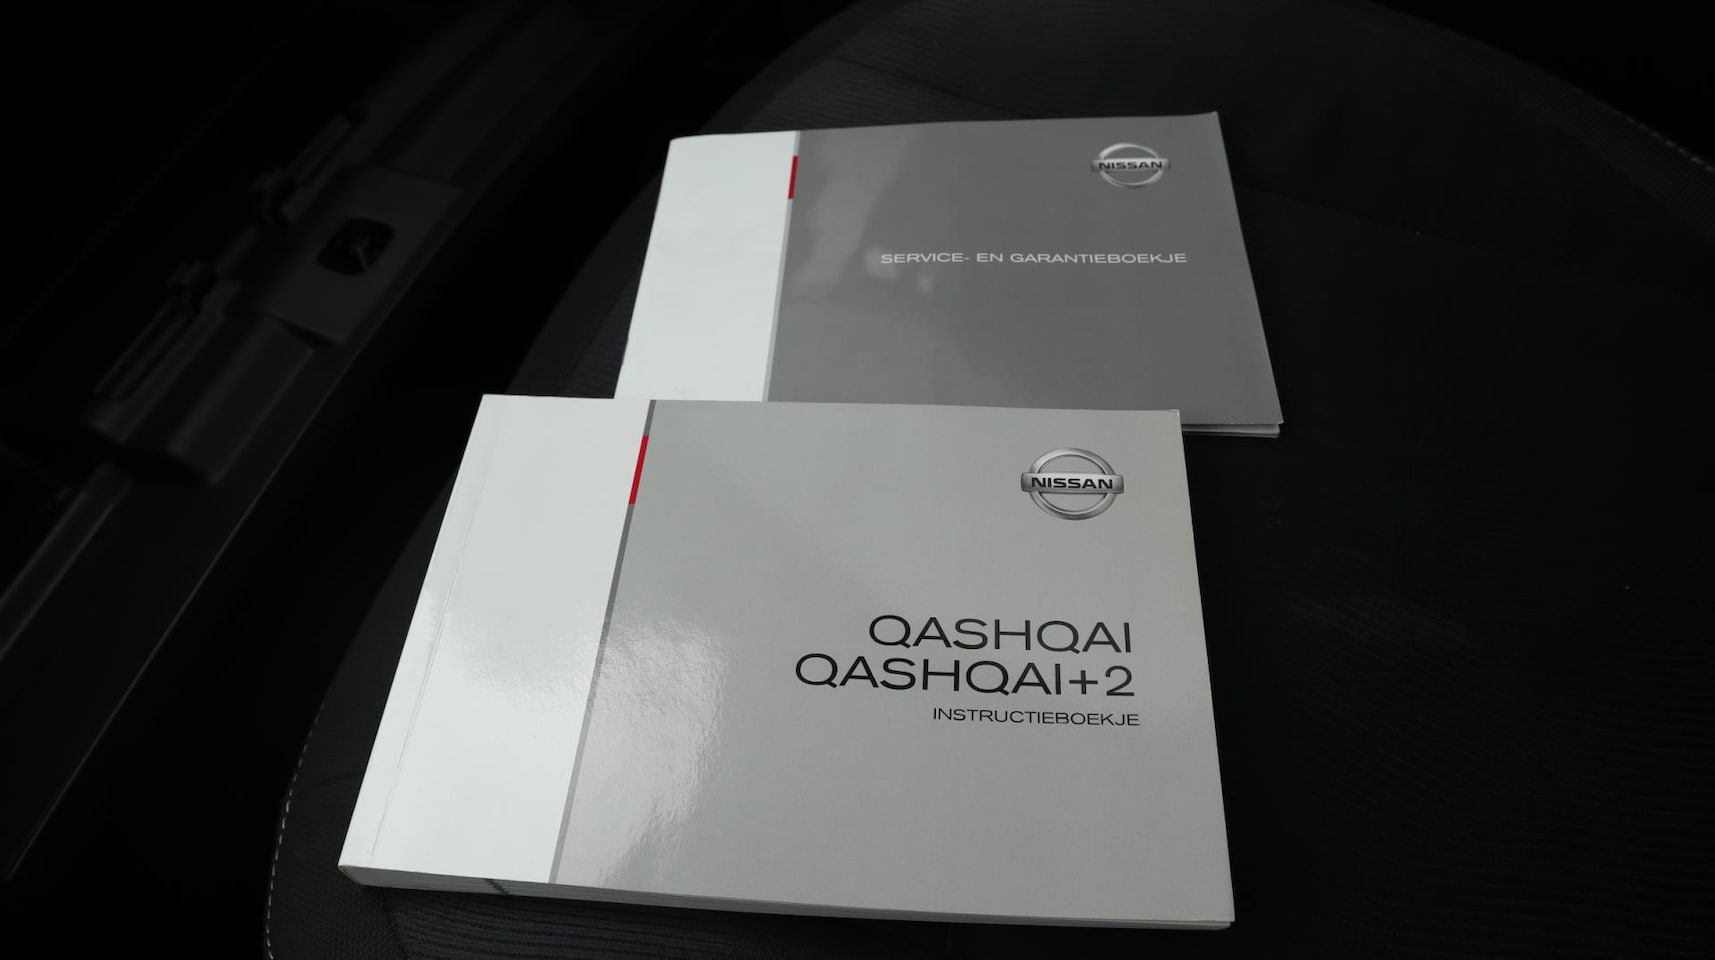 NISSAN
SERVICE- EN GARANTIEBOEKJE
NISSAN
QASHQAI
QASHQAI+2
INSTRUCTIEBOEKJE